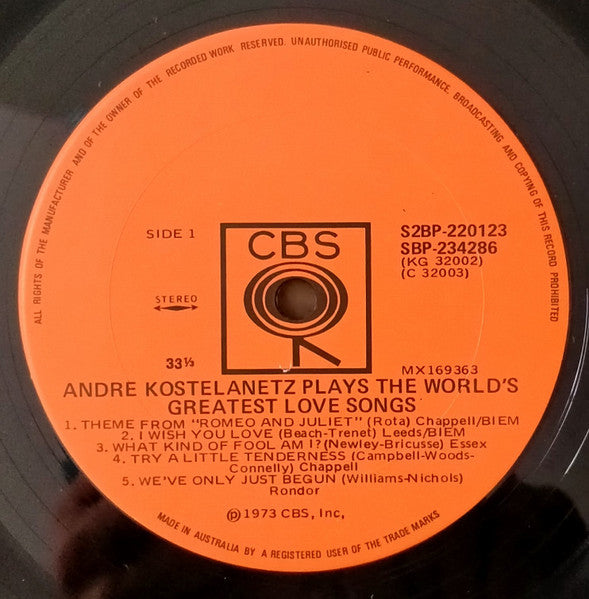 ALL RIGHTS OF THE MANUFACTURER AND OF THE OWNER OF THE RECORDED WORK RESERVED. UNAUTHORISED PUBLIC PERFORMANCE, BROADCASTING AND COPYING OF THIS RECORD PROHIBITED
SIDE 1
CBS
S2BP-220123
SBP-234286
(KG 32002)
(C 32003)
STEREO
33⅓
MX169363
ANDRE KOSTELANETZ PLAYS THE WORLD'S
GREATEST LOVE SONGS
1. THEME FROM "ROMEO AND JULIET" (Rota) Chappell/BIEM
2. I WISH YOU LOVE (Beach-Trenet) Leeds/BIEM
3. WHAT KIND OF FOOL AM I? (Newley-Bricusse) Essex
4. TRY A LITTLE TENDERNESS (Campbell-Woods-
Connelly) Chappell
5. WE'VE ONLY JUST BEGUN (Williams-Nichols)
Rondor
℗ 1973 CBS, Inc,
MADE IN AUSTRALIA BY A REGISTERED USER OF THE TRADE MARKS